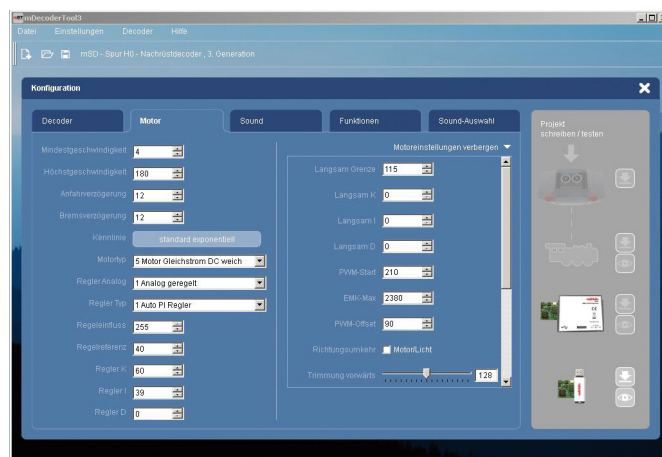 mDecoderTool3
Datei Einstellungen Decoder Hilfe
mSD - Spur H0 - Nachrüstdecoder , 3. Generation
Konfiguration
Decoder Motor Sound Funktionen Sound-Auswahl
Mindestgeschwindigkeit 4
Höchstgeschwindigkeit 180
Anfahrverzögerung 12
Bremsverzögerung 12
Kennlinie standard exponentiell
Motortyp 5 Motor Gleichstrom DC weich
Regler Analog 1 Analog geregelt
Regler Typ 1 Auto PI Regler
Regeleinfluss 255
Regelreferenz 40
Regler K 60
Regler I 39
Regler D 0
Motoreinstellungen verbergen
Langsam Grenze 115
Langsam K 0
Langsam I 0
Langsam D 0
PWM-Start 210
EMK-Max 2380
PWM-Offset 90
Richtungsumkehr Motor/Licht
Trimmung vorwärts 128
Projekt
schreiben / testen